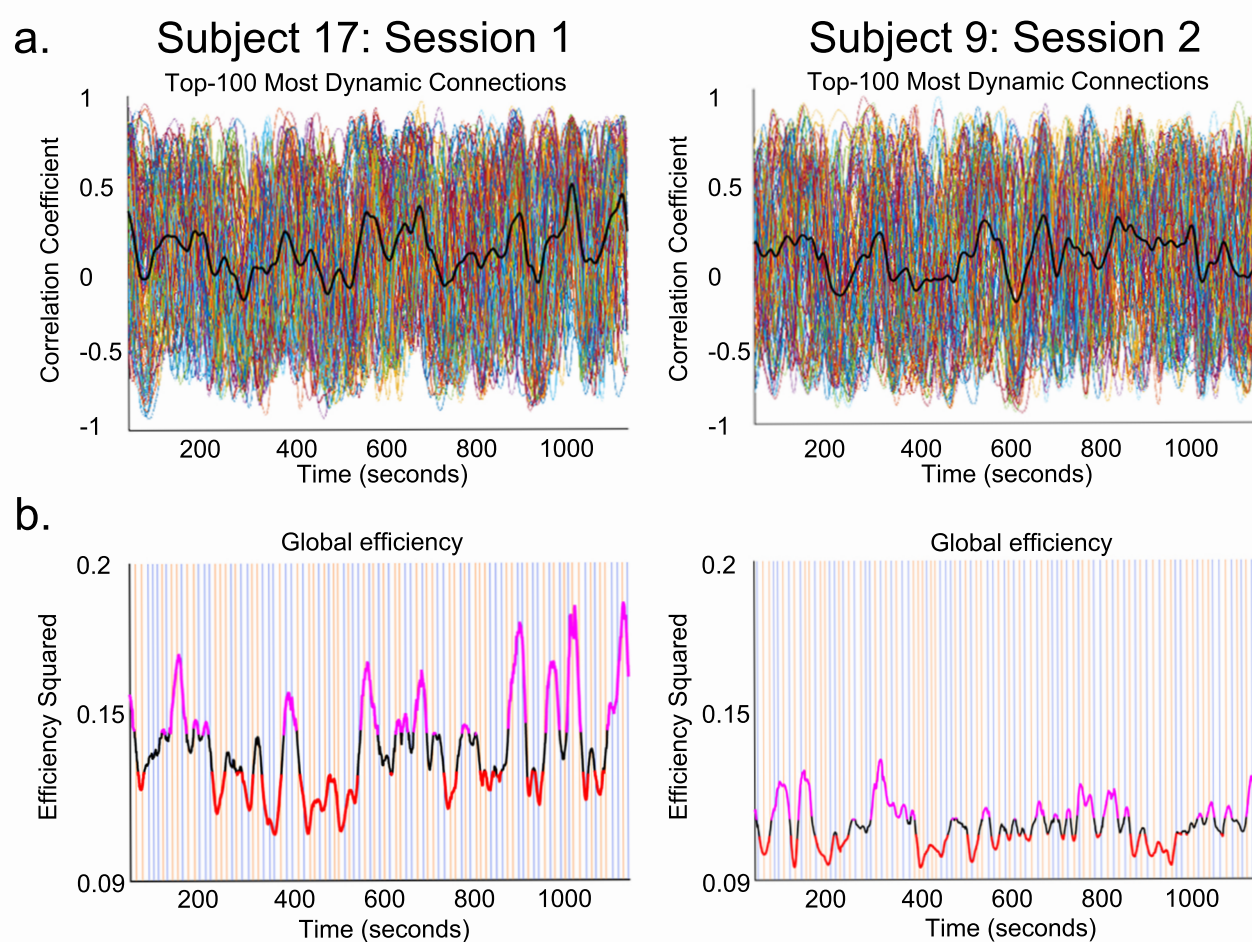 a.
Subject 17: Session 1
Top-100 Most Dynamic Connections
Correlation Coefficient
1
0.5
0
-0.5
-1
200 400 600 800 1000
Time (seconds)
Subject 9: Session 2
Top-100 Most Dynamic Connections
Correlation Coefficient
1
0.5
0
-0.5
-1
200 400 600 800 1000
Time (seconds)
b.
Global efficiency
Efficiency Squared
0.2
0.15
0.09
200 400 600 800 1000
Time (seconds)
Global efficiency
Efficiency Squared
0.2
0.15
0.09
200 400 600 800 1000
Time (seconds)